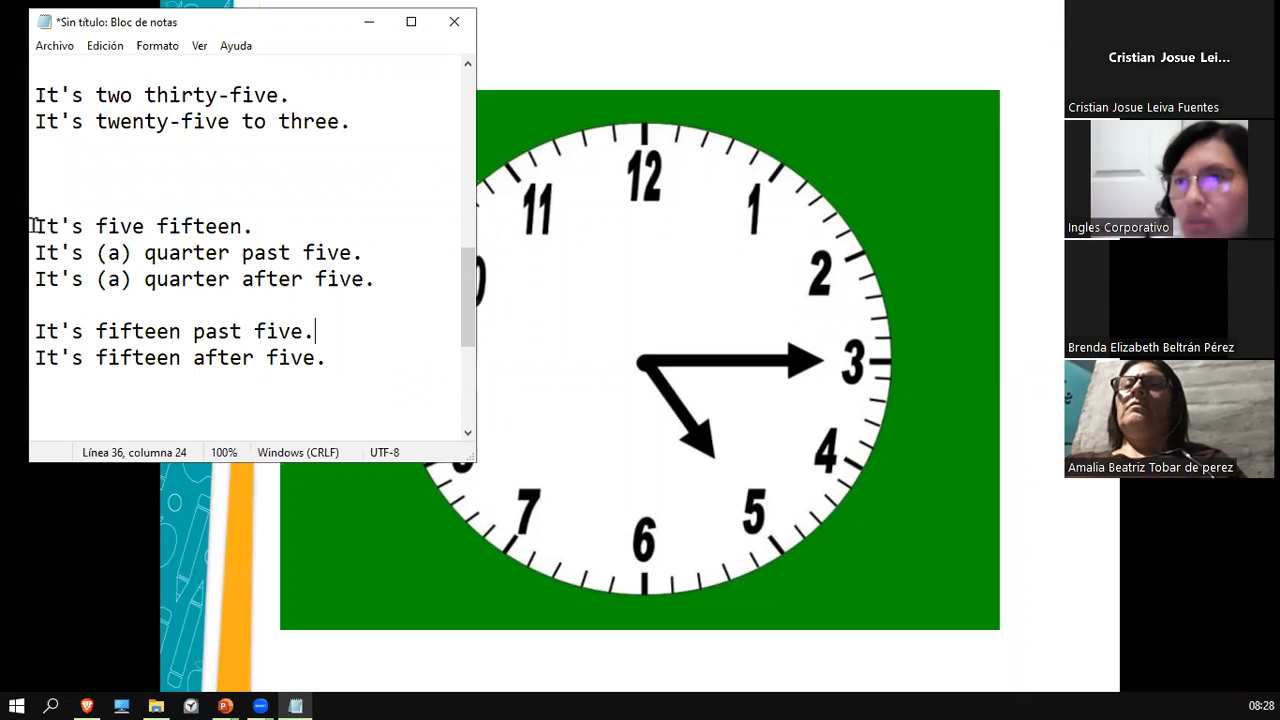 *Sin título: Bloc de notas
Archivo Edición Formato Ver Ayuda
It's two thirty-five.
It's twenty-five to three.
It's five fifteen.
It's (a) quarter past five.
It's (a) quarter after five.
It's fifteen past five.
It's fifteen after five.
Línea 36, columna 24 100% Windows (CRLF) UTF-8
12
11 1
2
3
4
7 5
6
Cristian Josue Lei...
Cristian Josue Leiva Fuentes
Ingles Corporativo
Brenda Elizabeth Beltrán Pérez
Amalia Beatriz Tobar de perez
08:28